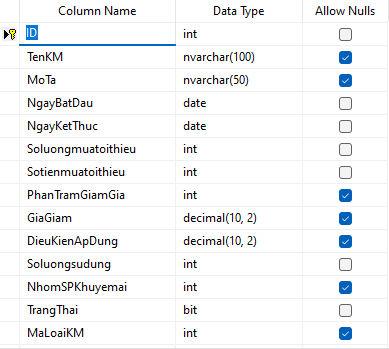 Column Name Data Type Allow Nulls
ID int
TenKM nvarchar(100)
MoTa nvarchar(50)
NgayBatDau date
NgayKetThuc date
Soluongmuatoithieu int
Sotienmuatoithieu int
PhanTramGiamGia int
GiaGiam decimal(10, 2)
DieuKienApDung decimal(10, 2)
Soluongsudung int
NhomSPKhuyemai int
TrangThai bit
MaLoaiKM int